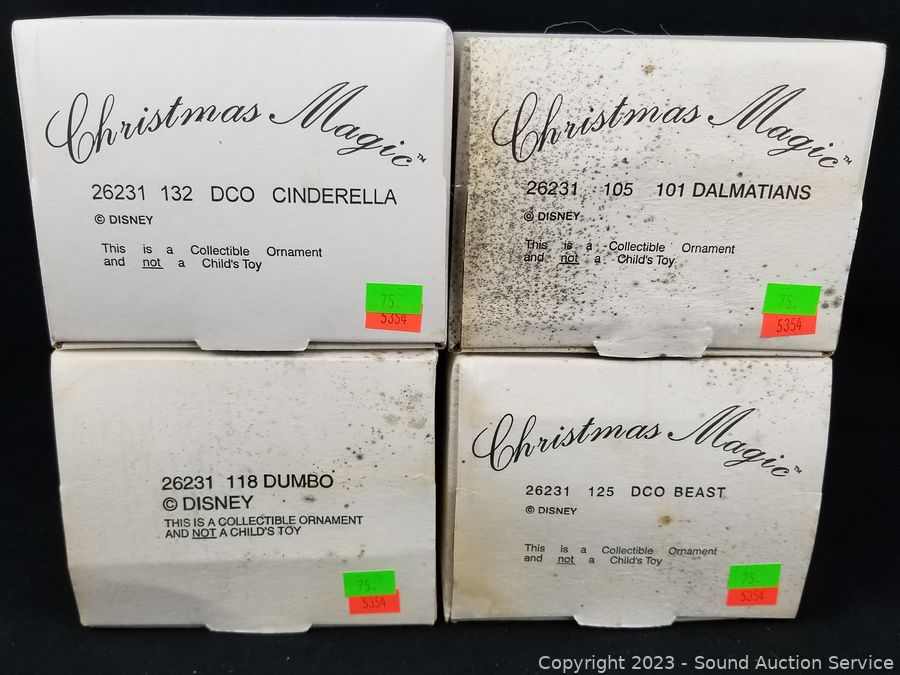 Christmas Magic™
26231 132 DCO CINDERELLA
© DISNEY
This is a Collectible Ornament
and not a Child's Toy
75.
5354
Christmas Magic™
26231 105 101 DALMATIANS
© DISNEY
This is a Collectible Ornament
and not a Child's Toy
75.
5354
26231 118 DUMBO
© DISNEY
THIS IS A COLLECTIBLE ORNAMENT
AND NOT A CHILD'S TOY
75.
5354
Christmas Magic™
26231 125 DCO BEAST
© DISNEY
This is a Collectible Ornament
and not a Child's Toy
75.
5354
Copyright 2023 - Sound Auction Service